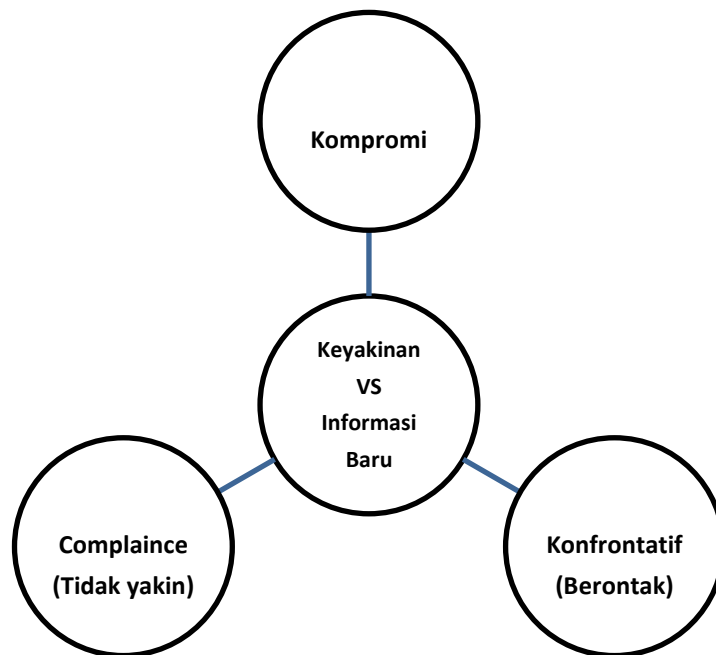 Kompromi
Keyakinan
VS
Informasi
Baru
Complaince
(Tidak yakin)
Konfrontatif
(Berontak)